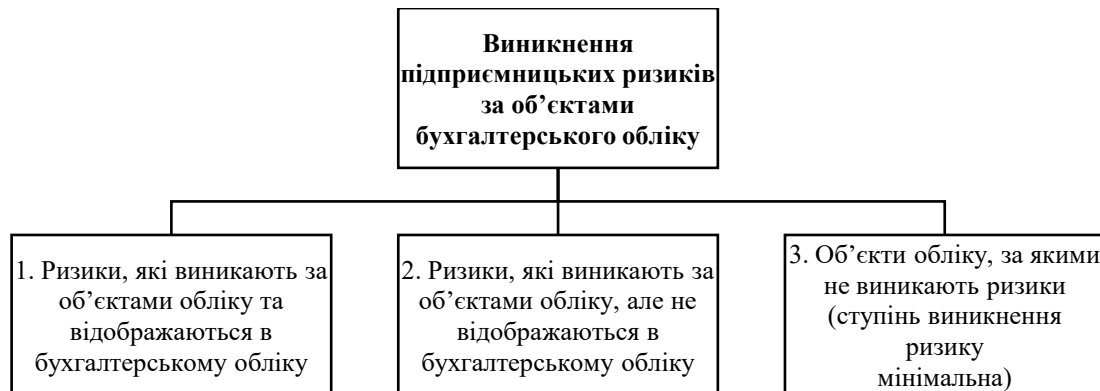 Виникнення
підприємницьких ризиків
за об’єктами
бухгалтерського обліку
1. Ризики, які виникають за
об’єктами обліку та
відображаються в
бухгалтерському обліку
2. Ризики, які виникають за
об’єктами обліку, але не
відображаються в
бухгалтерському обліку
3. Об’єкти обліку, за якими
не виникають ризики
(ступінь виникнення
ризику
мінімальна)